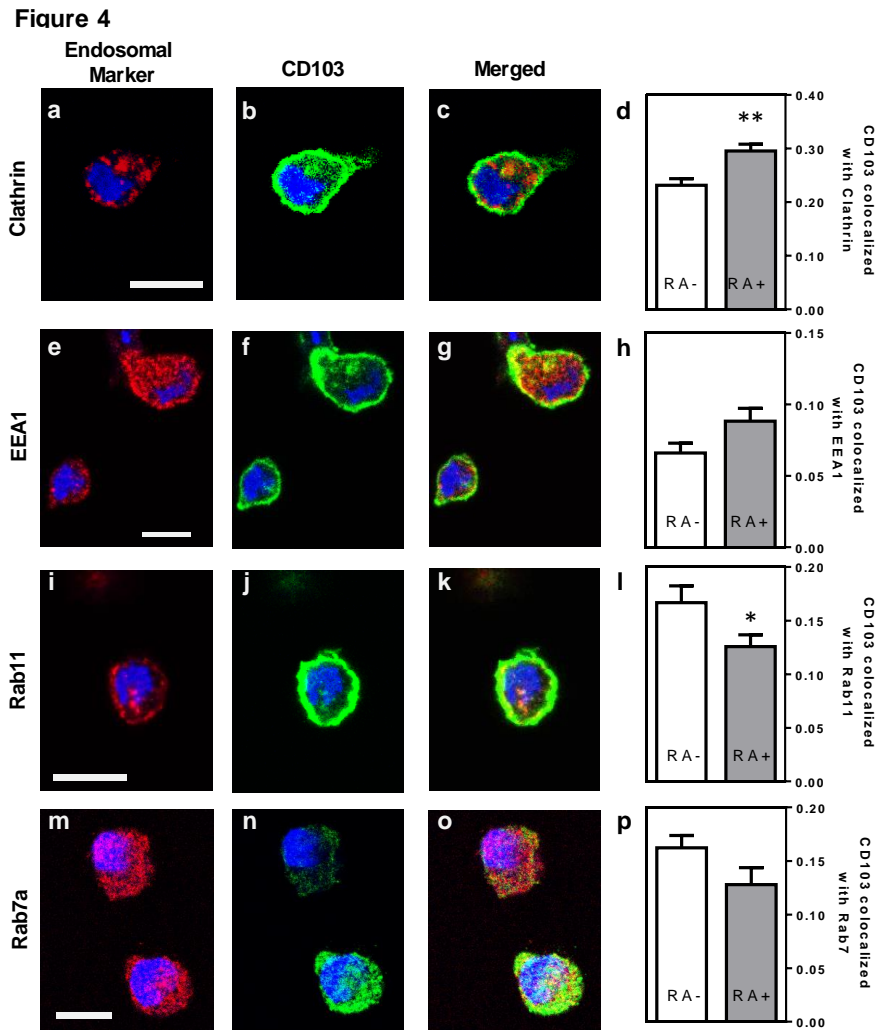 Figure 4
Endosomal
Marker
CD103
Merged
Clathrin
a
b
c
d
**
RA-
RA+
0.40
0.30
0.20
0.10
0.00
CD103 colocalized
with Clathrin
EEA1
e
f
g
h
RA-
RA+
0.15
0.10
0.05
0.00
CD103 colocalized
with EEA1
Rab11
i
j
k
l
*
RA-
RA+
0.20
0.15
0.10
0.05
0.00
CD103 colocalized
with Rab11
Rab7a
m
n
o
p
RA-
RA+
0.20
0.15
0.10
0.05
0.00
CD103 colocalized
with Rab7